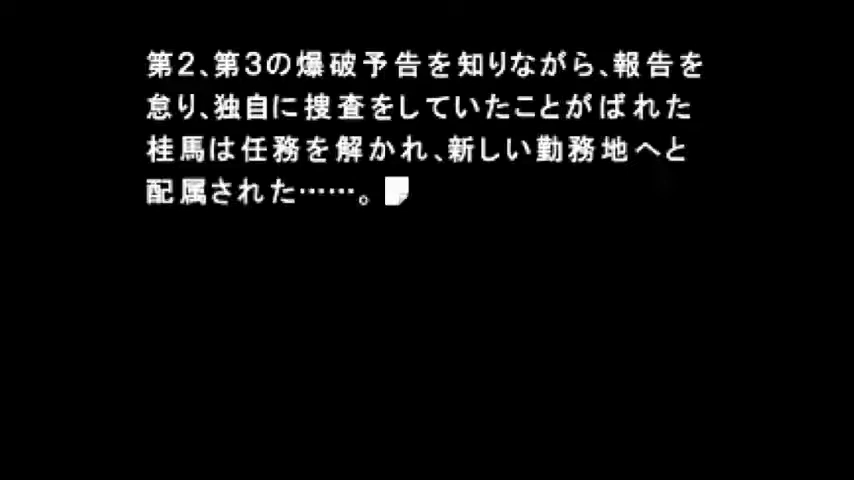 第２、第３の爆破予告を知りながら、報告を
怠り、独自に捜査をしていたことがばれた
桂馬は任務を解かれ、新しい勤務地へと
配属された……。